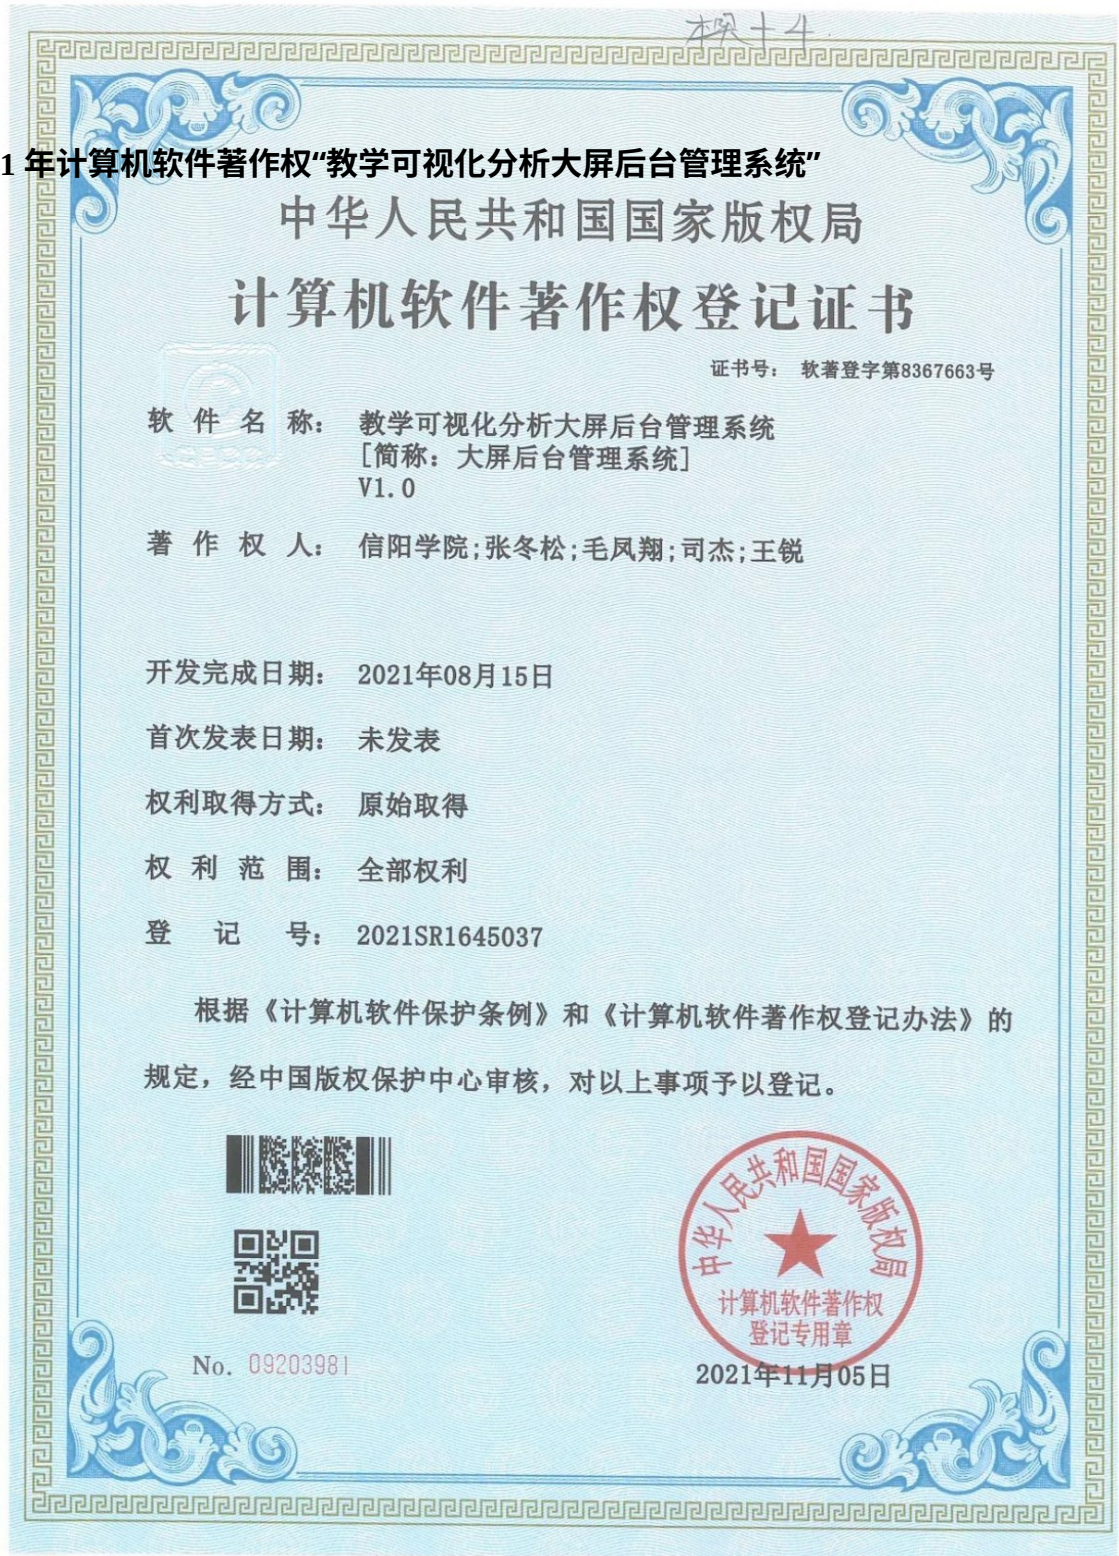 1 年计算机软件著作权“教学可视化分析大屏后台管理系统”
中华人民共和国国家版权局
计算机软件著作权登记证书
证书号： 软著登字第8367663号
软件名称： 教学可视化分析大屏后台管理系统
[简称：大屏后台管理系统]
V1.0
著作权人： 信阳学院;张冬松;毛凤翔;司杰;王锐
开发完成日期： 2021年08月15日
首次发表日期： 未发表
权利取得方式： 原始取得
权利范围： 全部权利
登记号： 2021SR1645037
根据《计算机软件保护条例》和《计算机软件著作权登记办法》的
规定，经中国版权保护中心审核，对以上事项予以登记。
中华人民共和国国家版权局
计算机软件著作权
登记专用章
No. 09203981
2021年11月05日